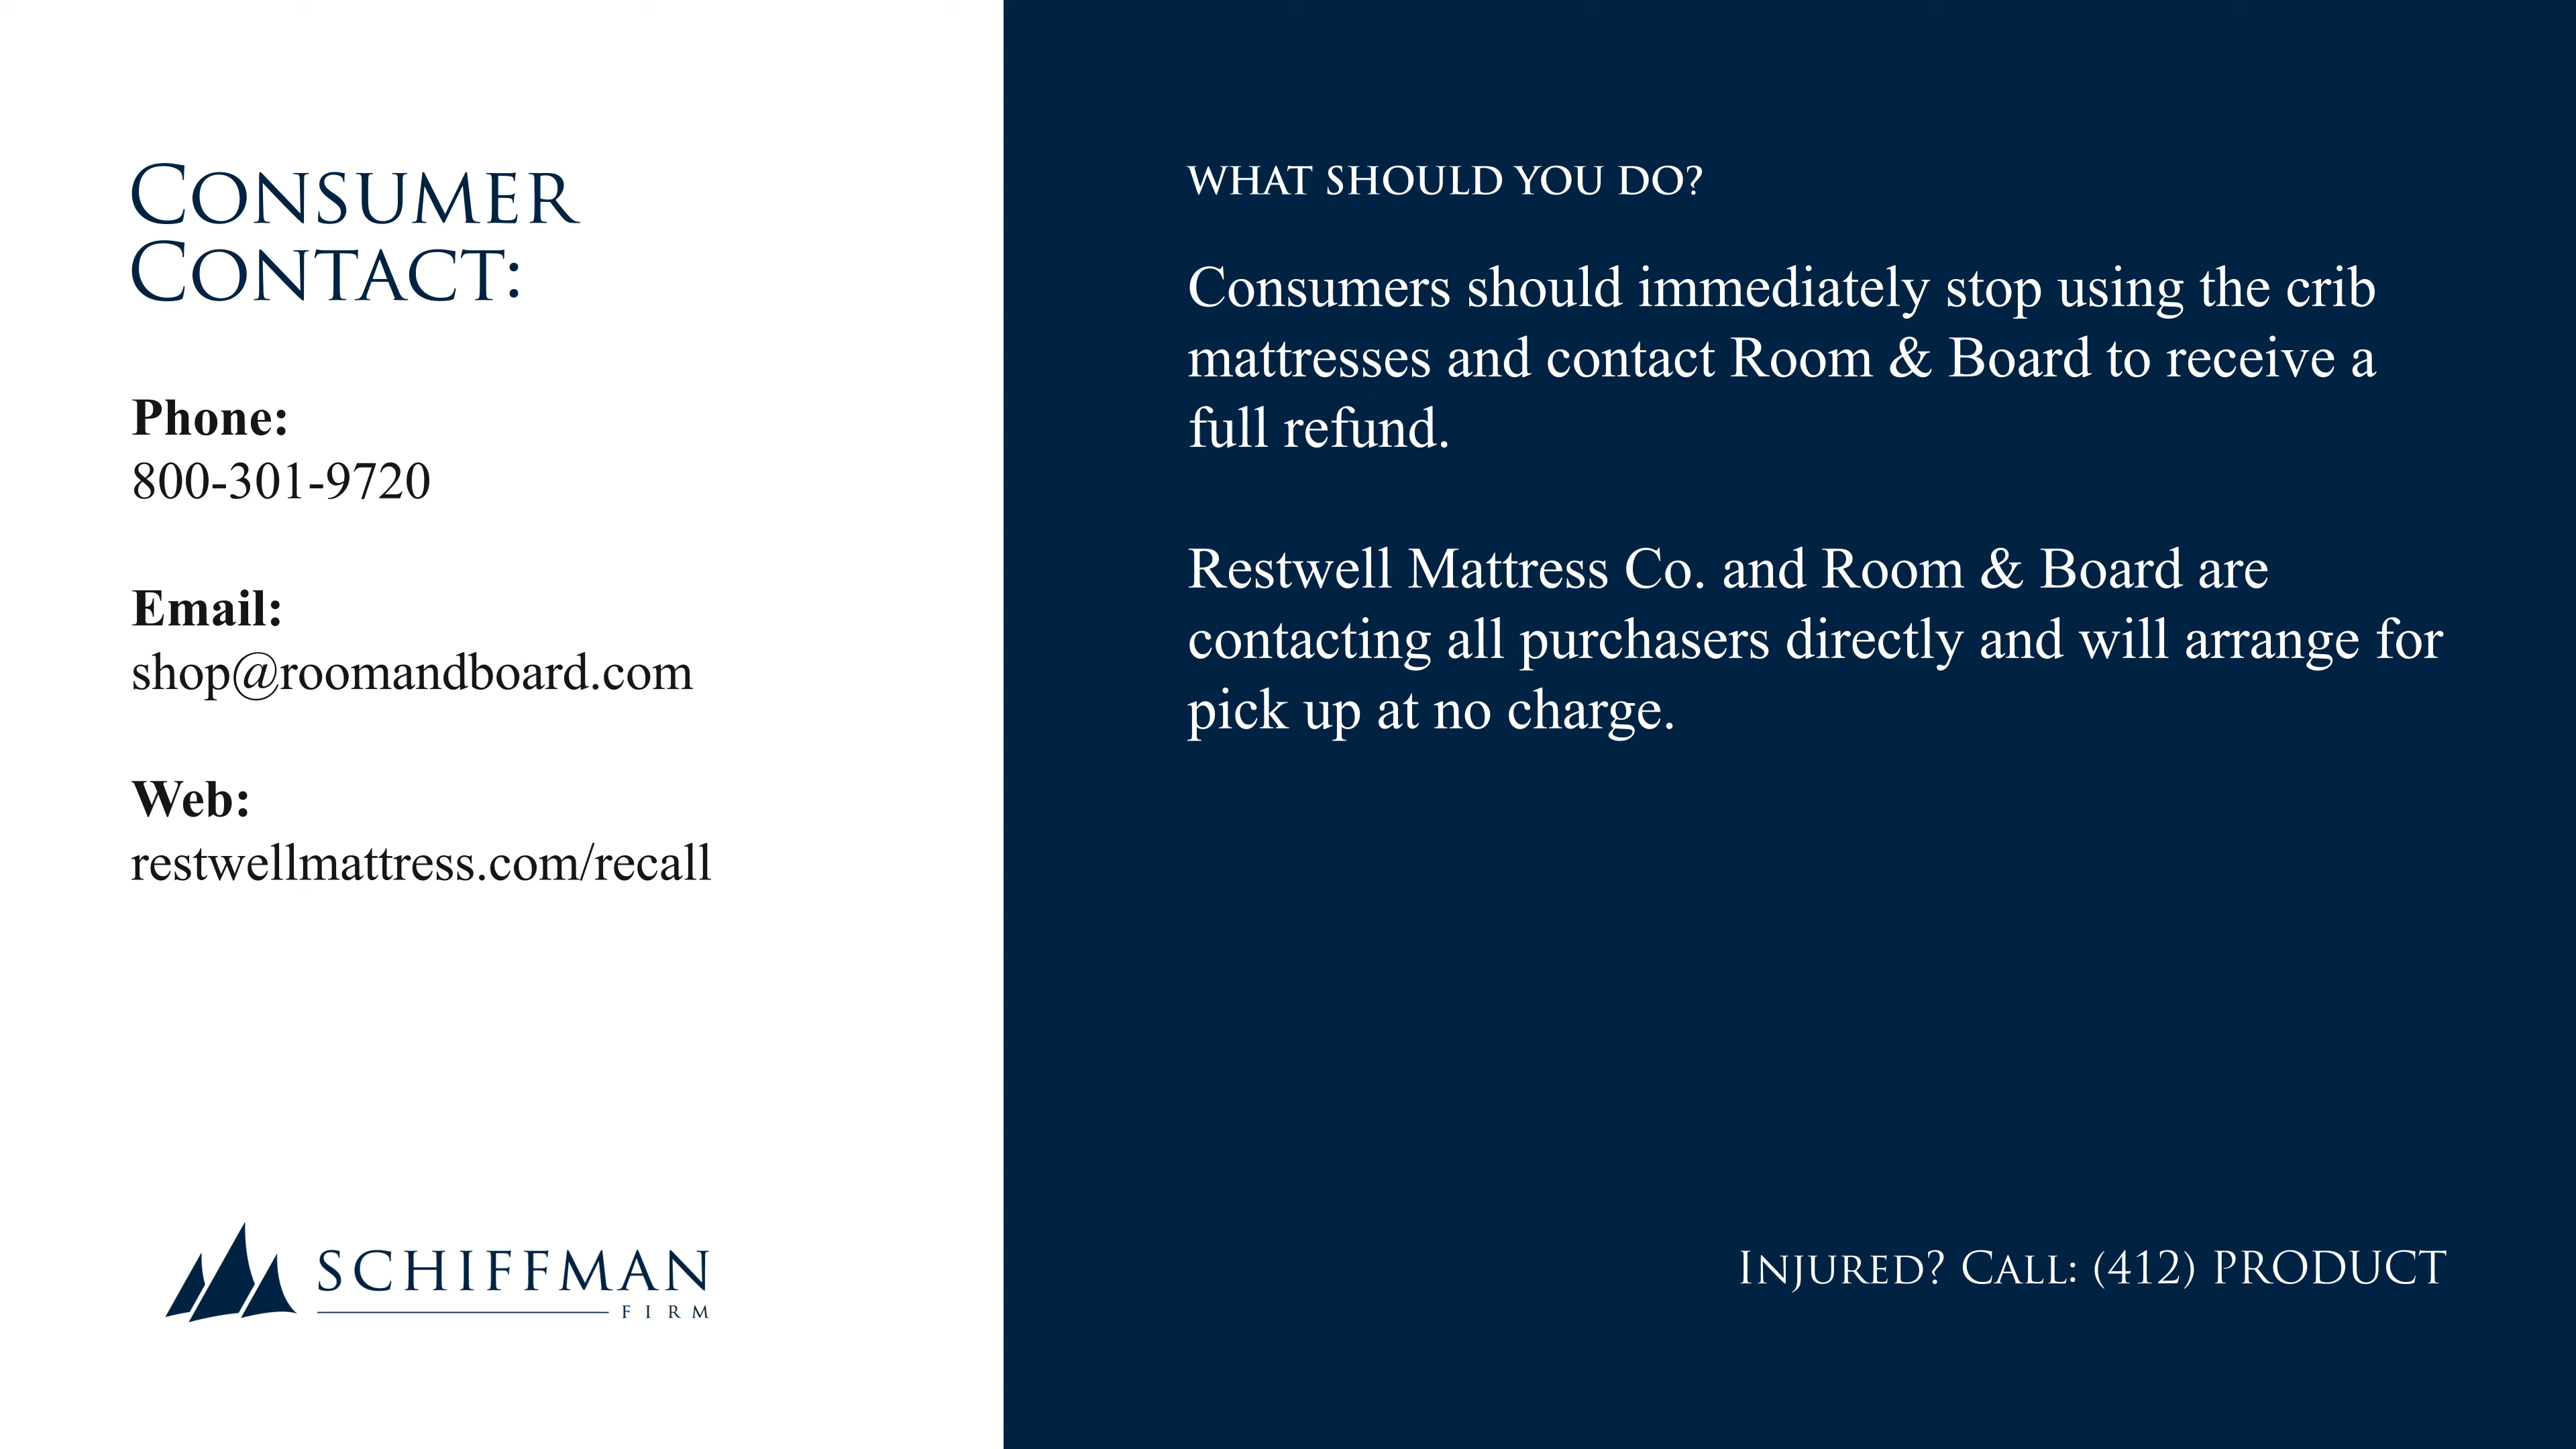 CONSUMER
CONTACT:
Phone:
800-301-9720
Email:
shop@roomandboard.com
Web:
restwellmattress.com/recall
SCHIFFMAN
FIRM
WHAT SHOULD YOU DO?
Consumers should immediately stop using the crib
mattresses and contact Room & Board to receive a
full refund.
Restwell Mattress Co. and Room & Board are
contacting all purchasers directly and will arrange for
pick up at no charge.
INJURED? CALL: (412) PRODUCT